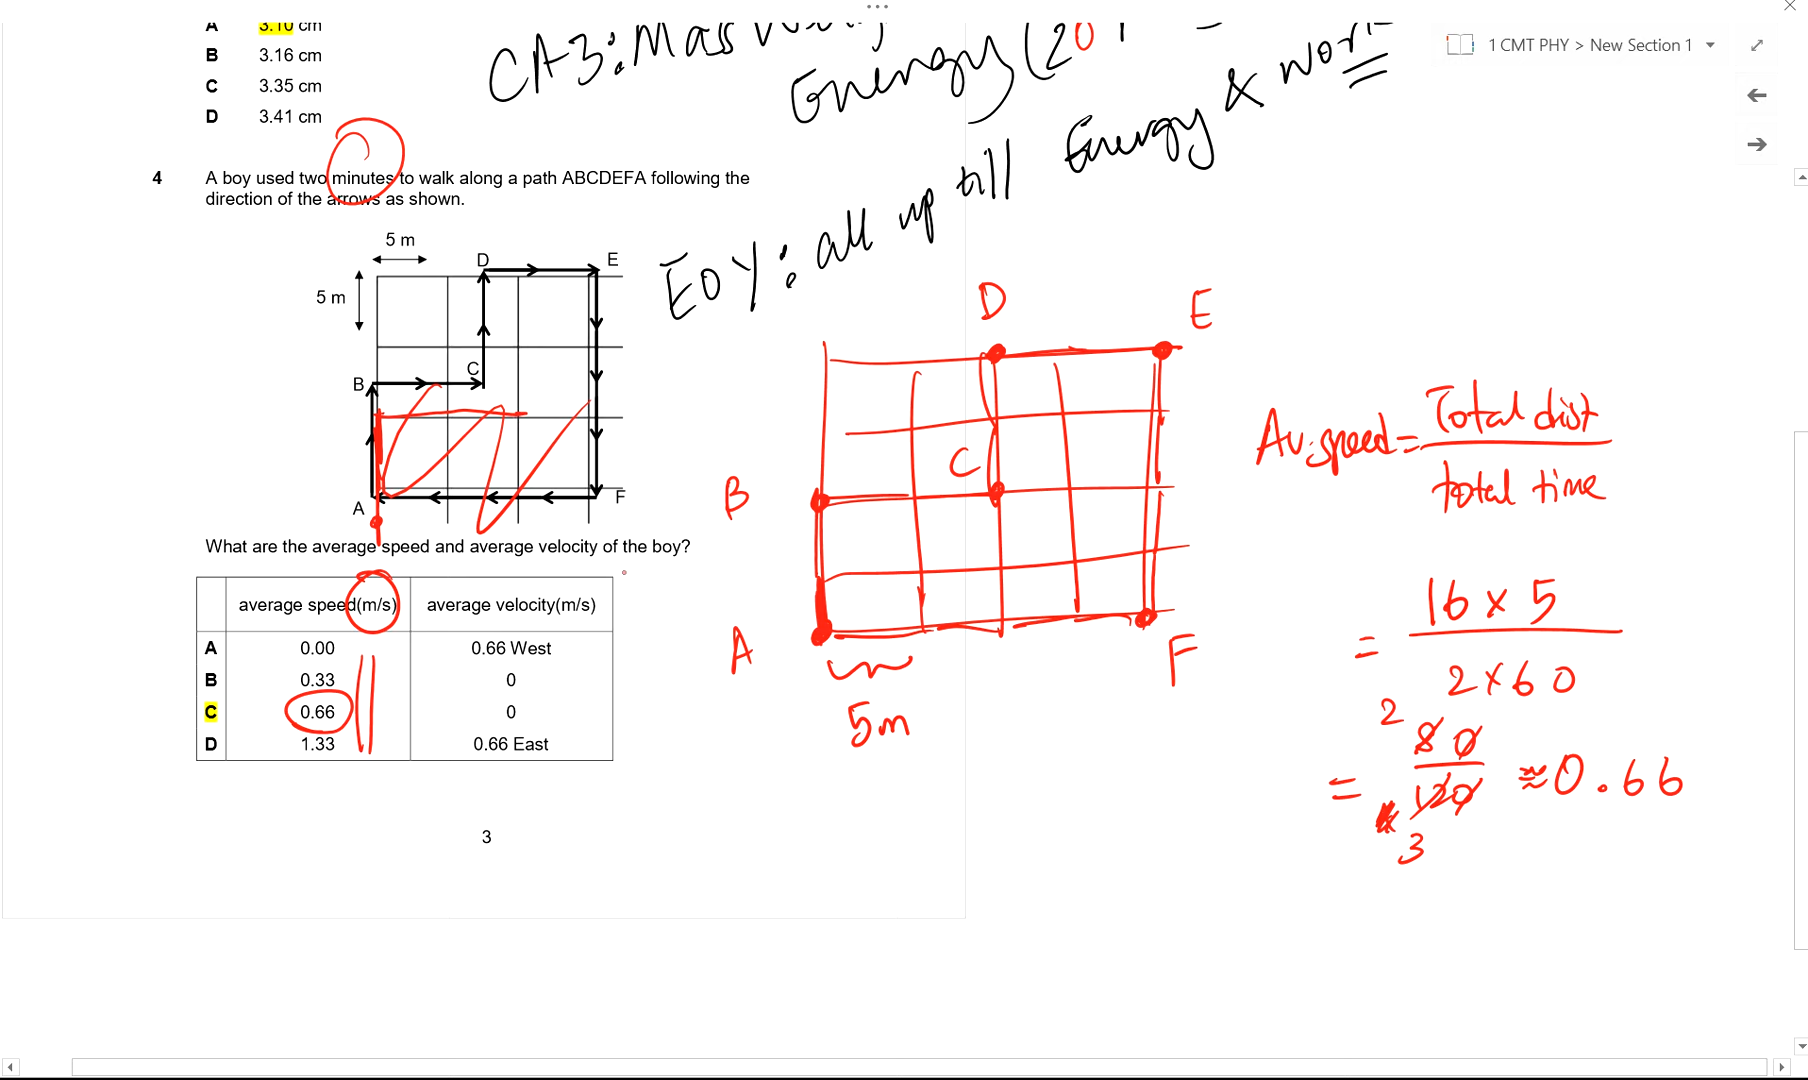 A 3.10 cm
B 3.16 cm
C 3.35 cm
D 3.41 cm
CA3: Mass
Energy (20
EOY: all up till Energy & Work
1 CMT PHY > New Section 1
4 A boy used two minutes to walk along a path ABCDEFA following the
direction of the arrows as shown.
5 m
5 m
D E
C
B
A F
What are the average speed and average velocity of the boy?
average speed(m/s) average velocity(m/s)
A 0.00 0.66 West
B 0.33 0
C 0.66 0
D 1.33 0.66 East
3
D E
C
B
A F
5m
Av. speed = Total dist / total time
= 16 x 5 / 2 x 60
= 80 / 120 ≈ 0.66
2
3